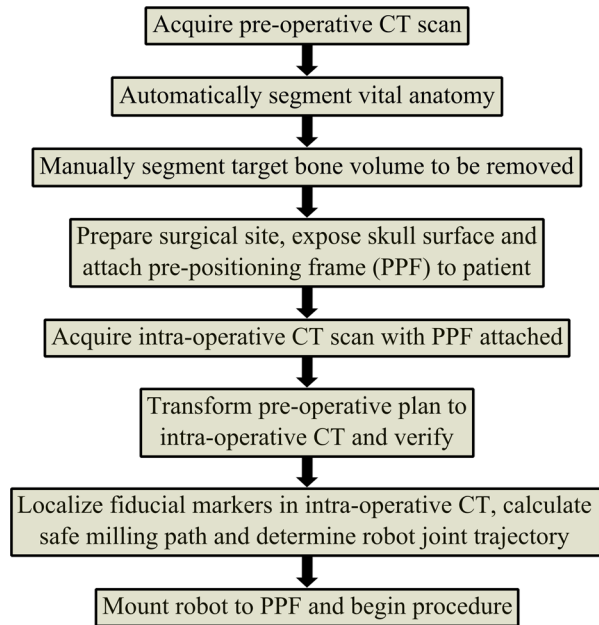 Acquire pre-operative CT scan
Automatically segment vital anatomy
Manually segment target bone volume to be removed
Prepare surgical site, expose skull surface and
attach pre-positioning frame (PPF) to patient
Acquire intra-operative CT scan with PPF attached
Transform pre-operative plan to
intra-operative CT and verify
Localize fiducial markers in intra-operative CT, calculate
safe milling path and determine robot joint trajectory
Mount robot to PPF and begin procedure